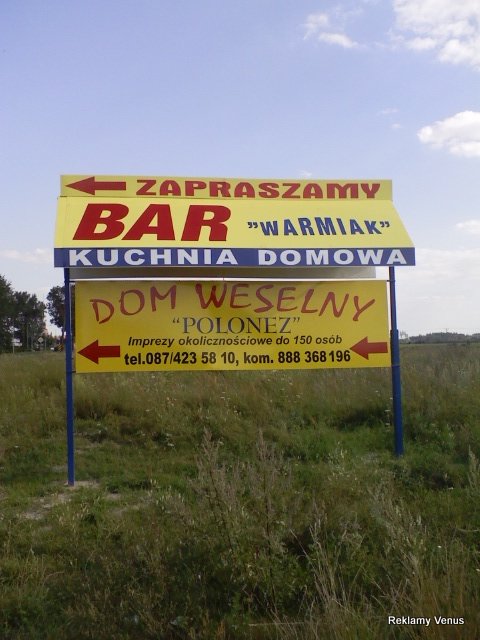 ZAPRASZAMY
BAR "WARMIAK"
KUCHNIA DOMOWA
DOM WESELNY
"POLONEZ"
Imprezy okolicznościowe do 150 osób
tel.087/423 58 10, kom. 888 368 196
Reklamy Venus